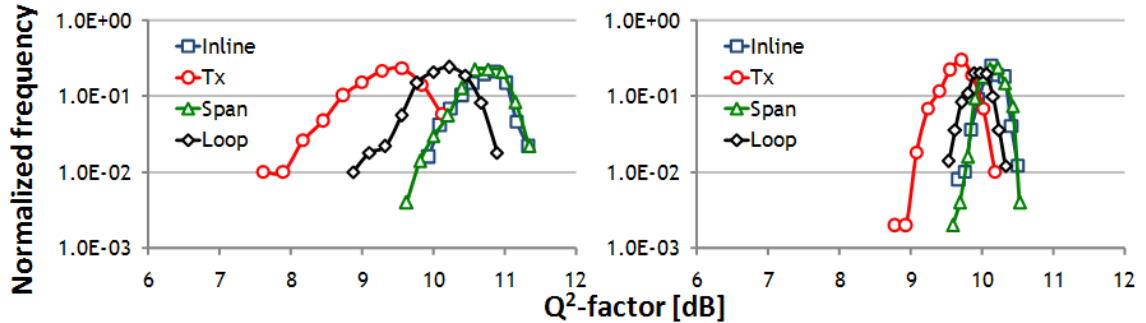 Normalized frequency
1.0E+00
1.0E-01
1.0E-02
1.0E-03
Inline
Tx
Span
Loop
6 7 8 9 10 11 12
1.0E+00
1.0E-01
1.0E-02
1.0E-03
Inline
Tx
Span
Loop
6 7 8 9 10 11 12
Q²-factor [dB]